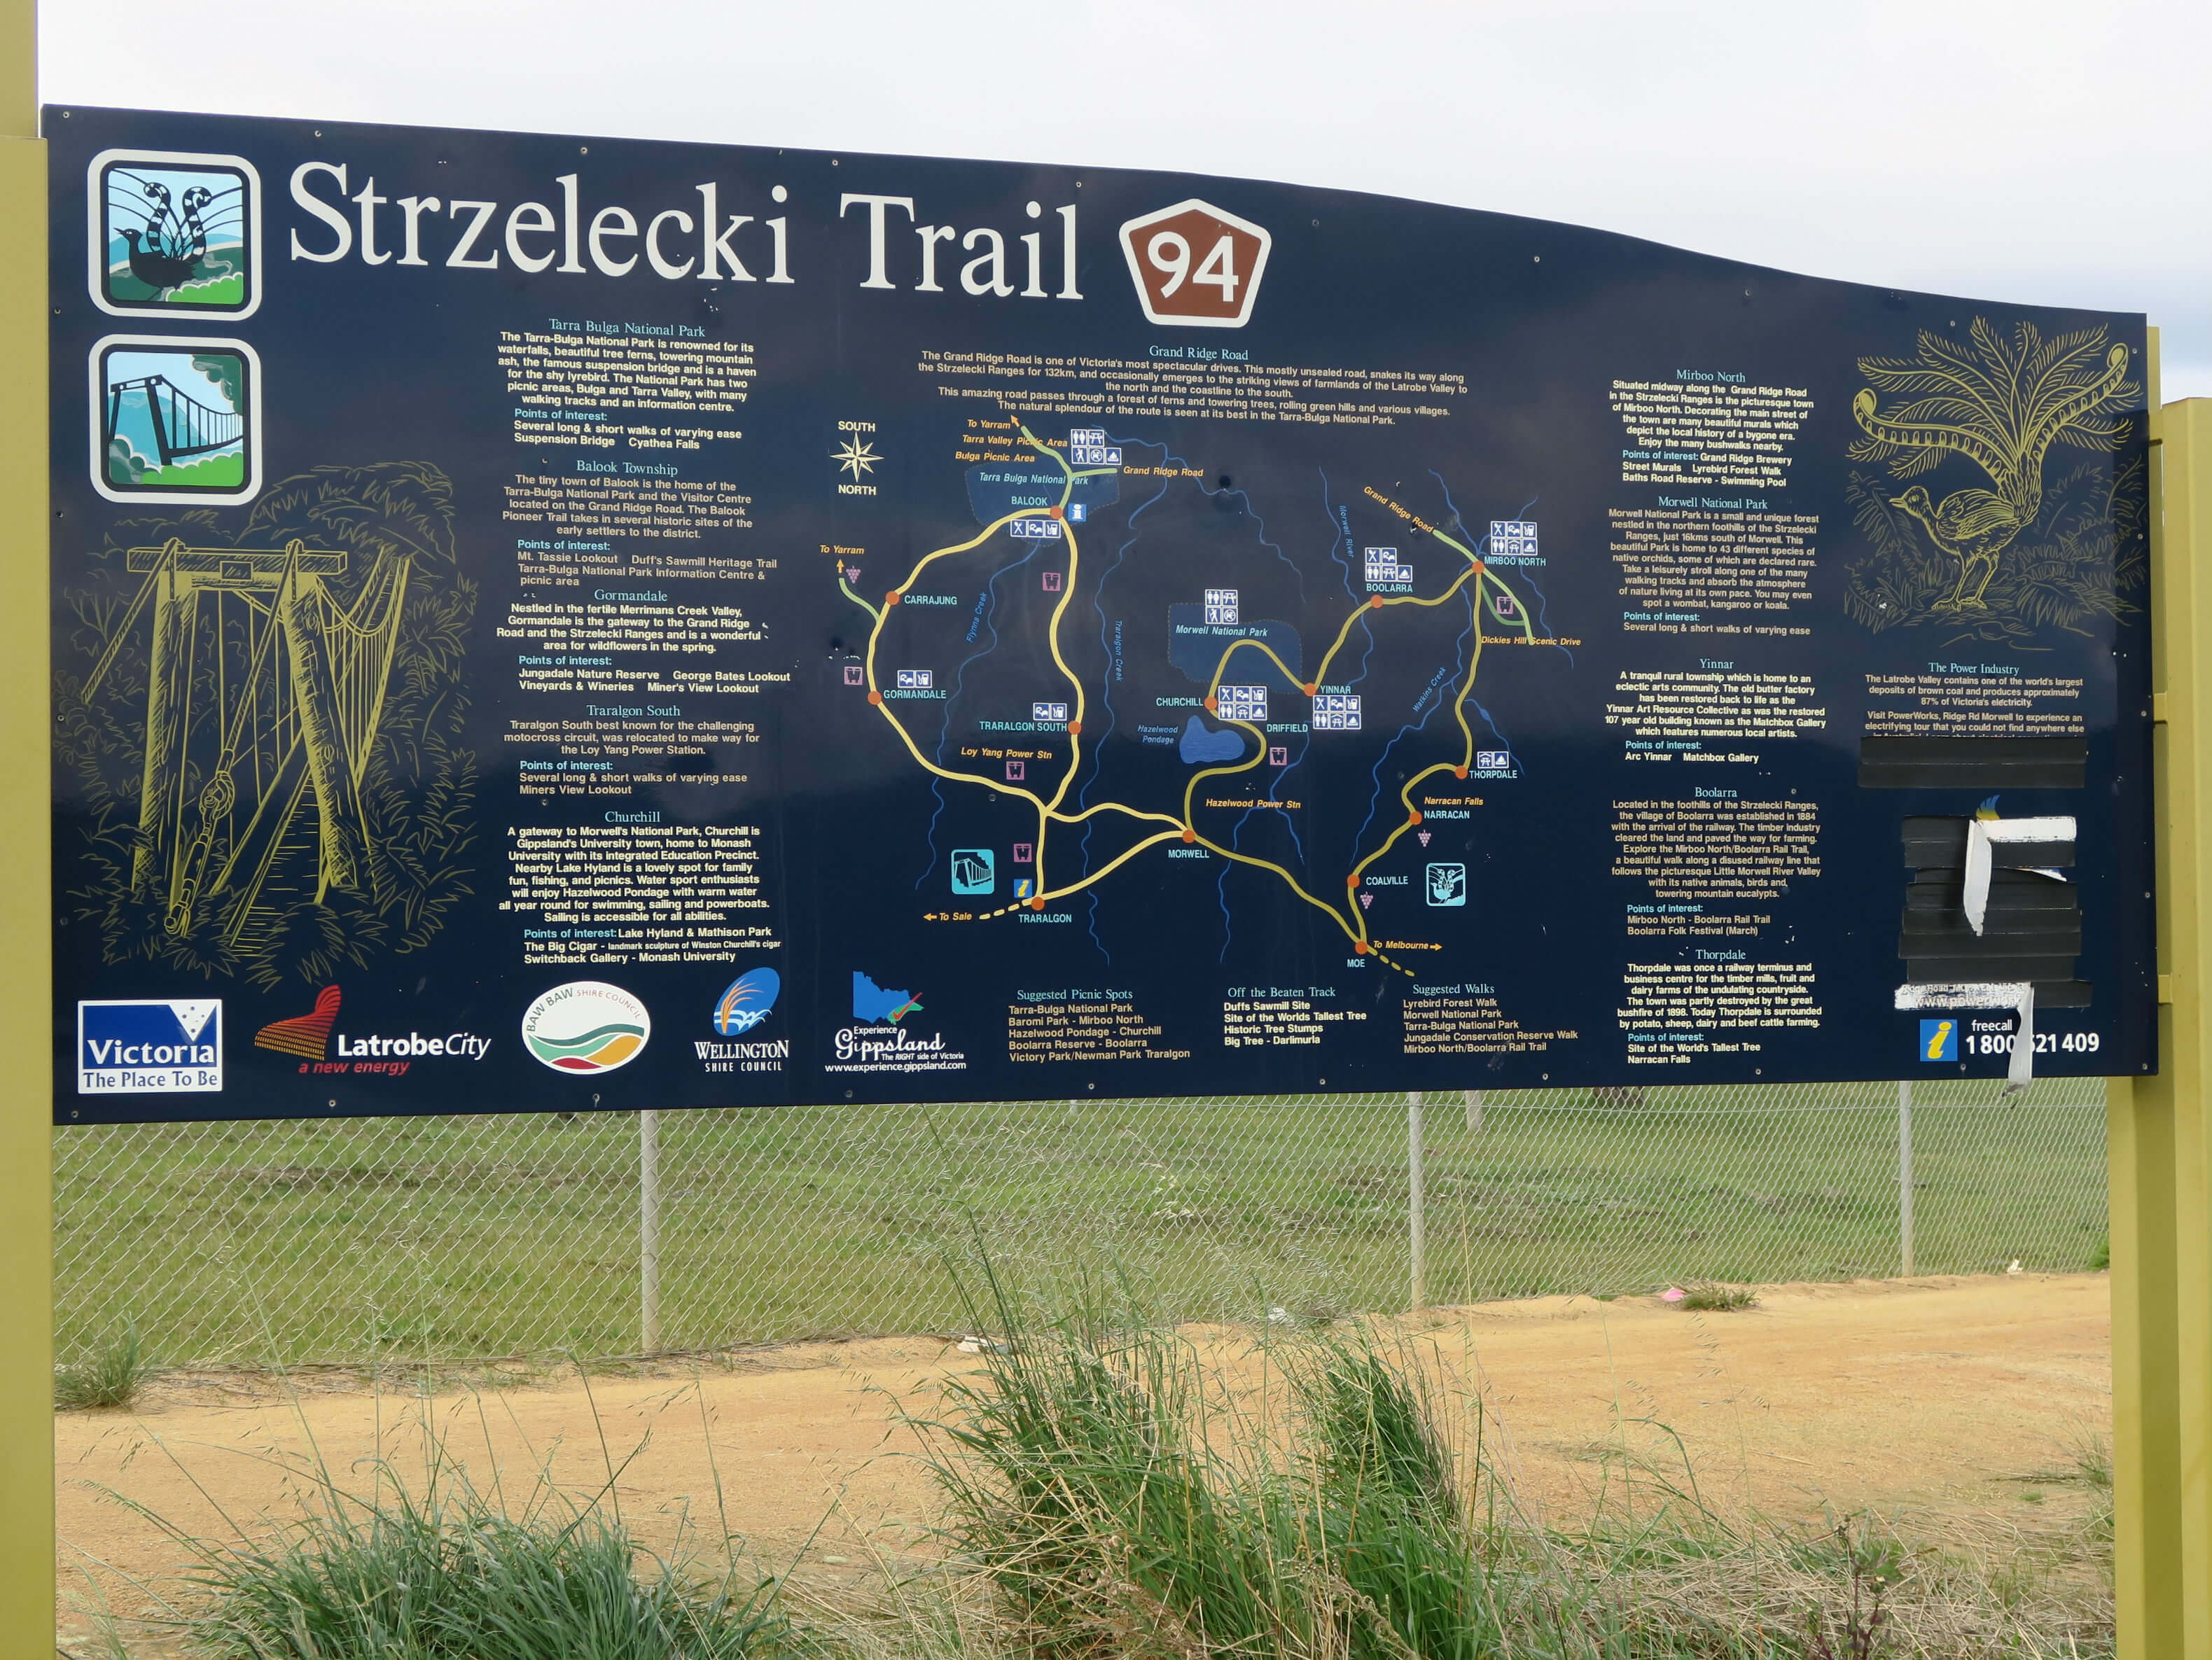 Strzelecki Trail 94
Tarra Bulga National Park
The Tarra-Bulga National Park is renowned for its
waterfalls, beautiful tree ferns, towering mountain
ash, the famous suspension bridge and is a haven
for the shy lyrebird. The National Park has two
picnic areas, Bulga and Tarra Valley, with many
walking tracks and an information centre.
Points of interest:
Several long & short walks of varying ease
Suspension Bridge Cyathea Falls
Balook Township
The tiny town of Balook is the home of the
Tarra-Bulga National Park and the Visitor Centre
located on the Grand Ridge Road. The Balook
Pioneer Trail takes in several historic sites of the
early settlers to the district.
Points of interest:
Mt. Tassie Lookout Duff's Sawmill Heritage Trail
Tarra-Bulga National Park Information Centre &
picnic area
Gormandale
Nestled in the fertile Merrimans Creek Valley,
Gormandale is the gateway to the Grand Ridge
Road and the Strzelecki Ranges and is a wonderful
area for wildflowers in the spring.
Points of interest:
Jungadale Nature Reserve George Bates Lookout
Vineyards & Wineries Miner's View Lookout
Traralgon South
Traralgon South best known for the challenging
motocross circuit, was relocated to make way for
the Loy Yang Power Station.
Points of interest:
Several long & short walks of varying ease
Miners View Lookout
Churchill
A gateway to Morwell's National Park, Churchill is
Gippsland's University town, home to Monash
University with its integrated Education Precinct.
Nearby Lake Hyland is a lovely spot for family
fun, fishing, and picnics. Water sport enthusiasts
will enjoy Hazelwood Pondage with warm water
all year round for swimming, sailing and powerboats.
Sailing is accessible for all abilities.
Points of interest: Lake Hyland & Mathison Park
The Big Cigar - landmark sculpture of Winston Churchill's cigar
Switchback Gallery - Monash University
Grand Ridge Road
The Grand Ridge Road is one of Victoria's most spectacular drives. This mostly unsealed road, snakes its way along
the Strzelecki Ranges for 132km, and occasionally emerges to the striking views of farmlands of the Latrobe Valley to
the north and the coastline to the south.
This amazing road passes through a forest of ferns and towering trees, rolling green hills and various villages.
The natural splendour of the route is seen at its best in the Tarra-Bulga National Park.
SOUTH
NORTH
To Yarram
Tarra Valley Picnic Area
Bulga Picnic Area
Grand Ridge Road
Tarra Bulga National Park
BALOOK
i
To Yarram
CARRAJUNG
Flynns Creek
Traralgon Creek
GORMANDALE
TRARALGON SOUTH
Loy Yang Power Stn
i
TRARALGON
To Sale
Morwell National Park
CHURCHILL
Hazelwood
Pondage
DRIFFIELD
YINNAR
Hazelwood Power Stn
MORWELL
Morwell River
BOOLARRA
Grand Ridge Road
MIRBOO NORTH
Dickies Hill Scenic Drive
Watkins Creek
THORPDALE
Narracan Falls
NARRACAN
COALVILLE
To Melbourne
MOE
Mirboo North
Situated midway along the Grand Ridge Road
in the Strzelecki Ranges is the picturesque town
of Mirboo North. Decorating the main street of
the town are many beautiful murals which
depict the local history of a bygone era.
Enjoy the many bushwalks nearby.
Points of interest: Grand Ridge Brewery
Street Murals Lyrebird Forest Walk
Baths Road Reserve - Swimming Pool
Morwell National Park
Morwell National Park is a small and unique forest
nestled in the northern foothills of the Strzelecki
Ranges, just 16kms south of Morwell. This
beautiful Park is home to 43 different species of
native orchids, some of which are declared rare.
Take a leisurely stroll along one of the many
walking tracks and absorb the atmosphere
of nature living at its own pace. You may even
spot a wombat, kangaroo or koala.
Points of interest:
Several long & short walks of varying ease
Yinnar
A tranquil rural township which is home to an
eclectic arts community. The old butter factory
has been restored back to life as the
Yinnar Art Resource Collective as was the restored
107 year old building known as the Matchbox Gallery
which features numerous local artists.
Points of interest:
Arc Yinnar Matchbox Gallery
Boolarra
Located in the foothills of the Strzelecki Ranges,
the village of Boolarra was established in 1884
with the arrival of the railway. The timber industry
cleared the land and paved the way for farming.
Explore the Mirboo North/Boolarra Rail Trail,
a beautiful walk along a disused railway line that
follows the picturesque Little Morwell River Valley
with its native animals, birds and,
towering mountain eucalypts.
Points of interest:
Mirboo North - Boolarra Rail Trail
Boolarra Folk Festival (March)
Thorpdale
Thorpdale was once a railway terminus and
business centre for the timber mills, fruit and
dairy farms of the undulating countryside.
The town was partly destroyed by the great
bushfire of 1898. Today Thorpdale is surrounded
by potato, sheep, dairy and beef cattle farming.
Points of interest:
Site of the World's Tallest Tree
Narracan Falls
The Power Industry
The Latrobe Valley contains one of the world's largest
deposits of brown coal and produces approximately
87% of Victoria's electricity.
Visit PowerWorks, Ridge Rd Morwell to experience an
electrifying tour that you could not find anywhere else
www.powerwork
i freecall
1 800 621 409
Victoria
The Place To Be
LatrobeCity
a new energy
BAW BAW SHIRE COUNCIL
WELLINGTON
SHIRE COUNCIL
Experience
Gippsland
The RIGHT side of Victoria
www.experience.gippsland.com
Suggested Picnic Spots
Tarra-Bulga National Park
Baromi Park - Mirboo North
Hazelwood Pondage - Churchill
Boolarra Reserve - Boolarra
Victory Park/Newman Park Traralgon
Off the Beaten Track
Duffs Sawmill Site
Site of the Worlds Tallest Tree
Historic Tree Stumps
Big Tree - Darlimurla
Suggested Walks
Lyrebird Forest Walk
Morwell National Park
Tarra-Bulga National Park
Jungadale Conservation Reserve Walk
Mirboo North/Boolarra Rail Trail